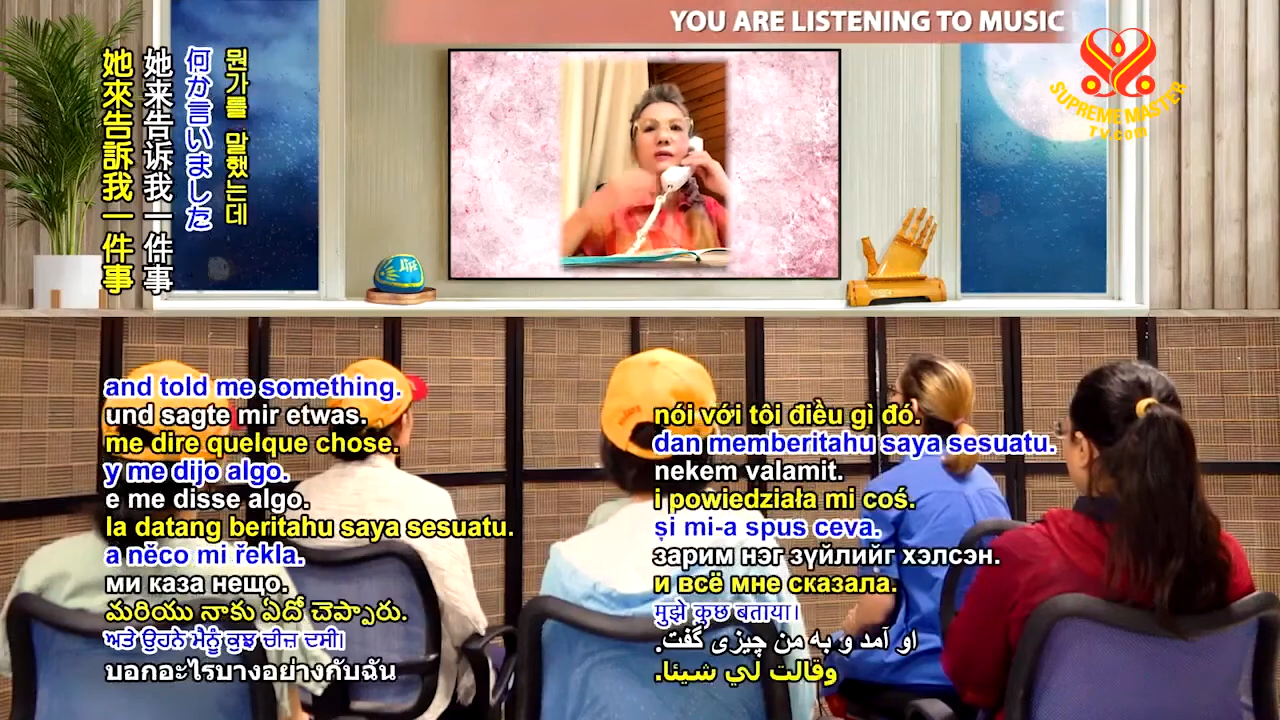 YOU ARE LISTENING TO MUSIC
SUPREME MASTER
TV.com
她來告訴我一件事
她来告诉我一件事
何か言いました
뭔가를 말했는데
LIFE
and told me something.
und sagte mir etwas.
me dire quelque chose.
y me dijo algo.
e me disse algo.
Ia datang beritahu saya sesuatu.
a něco mi řekla.
ми каза нещо.
మరియు నాకు ఏదో చెప్పారు.
ਅਤੇ ਉਹਨੇ ਮੈਨੂੰ ਕੁਝ ਚੀਜ਼ ਦਸੀ।
บอกอะไรบางอย่างกับฉัน
nói với tôi điều gì đó.
dan memberitahu saya sesuatu.
nekem valamit.
i powiedziała mi coś.
și mi-a spus ceva.
зарим нэг зүйлийг хэлсэн.
и всё мне сказала.
मुझे कुछ बताया।
او آمد و به من چیزی گفت.
وقالت لي شيئا.